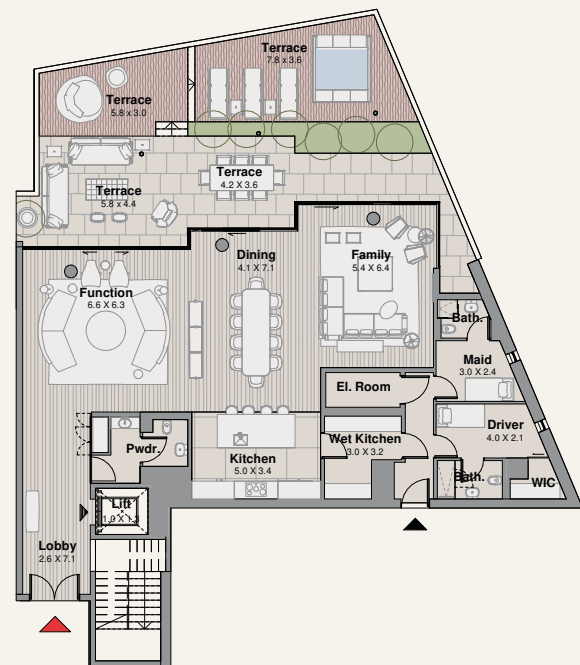 Terrace
7.8 x 3.6
Terrace
5.8 x 3.0
Terrace
4.2 X 3.6
Terrace
5.8 x 4.4
Dining
4.1 X 7.1
Family
5.4 X 6.4
Function
6.6 X 6.3
Bath.
Maid
3.0 X 2.4
El. Room
Driver
4.0 X 2.1
Wet Kitchen
3.0 X 3.2
Pwdr.
Kitchen
5.0 X 3.4
Bath.
WIC
Lift
Lobby
2.6 X 7.1